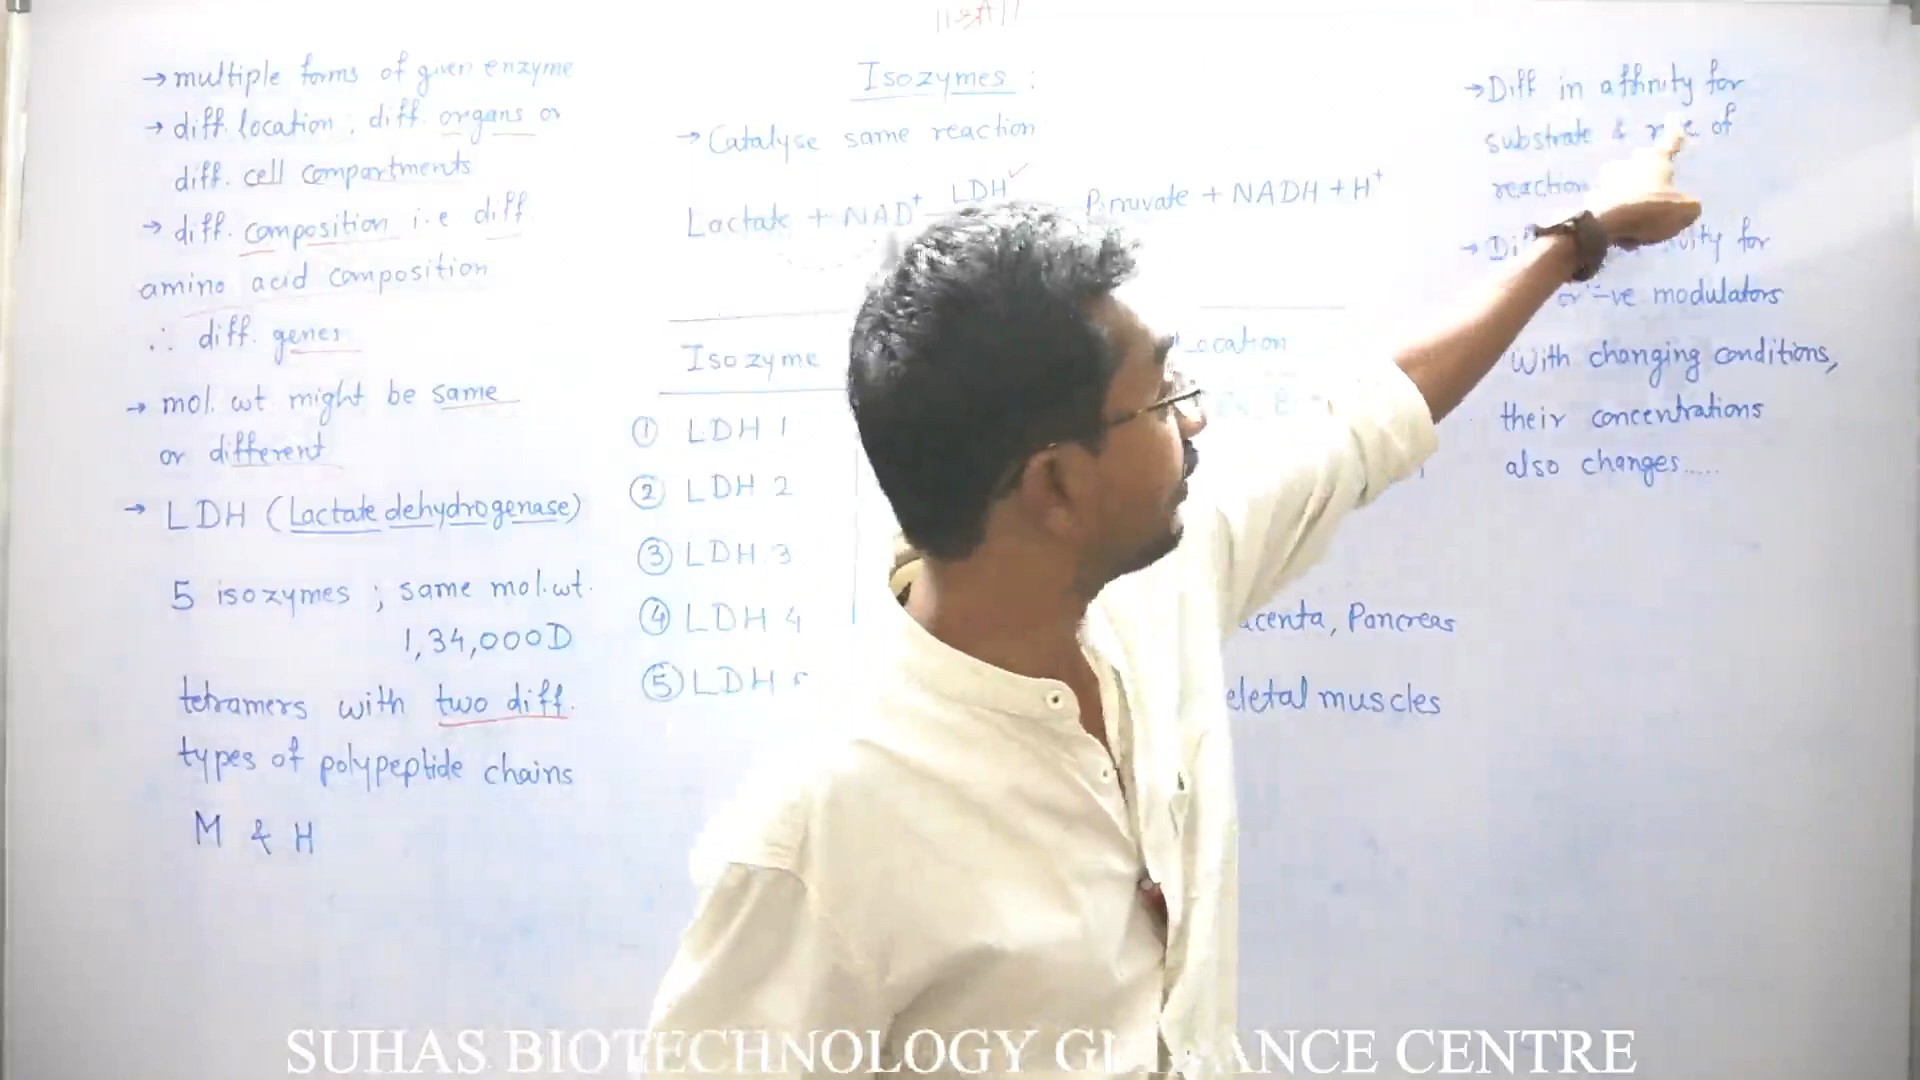 ||श्री||
→ multiple forms of given enzyme
→ diff. location; diff. organs or
diff. cell compartments
→ diff. composition i.e diff.
amino acid composition
∴ diff. genes
→ mol. wt. might be same
or different
→ LDH (Lactate dehydrogenase)
5 isozymes ; same mol.wt.
1,34,000D
tetramers with two diff.
types of polypeptide chains
M & H
Isozymes :
→ Catalyse same reaction
Lactate + NAD⁺ LDH ✓ Pyruvate + NADH + H⁺
Isozyme Location
① LDH 1
② LDH 2
③ LDH 3
④ LDH 4 Pancreas
⑤ LDH muscles
→ Diff in affinity for
substrate & of
reaction
→ for
or -ve modulators
With changing conditions,
their concentrations
also changes.....
SUHAS BIOTECHNOLOGY CENTRE